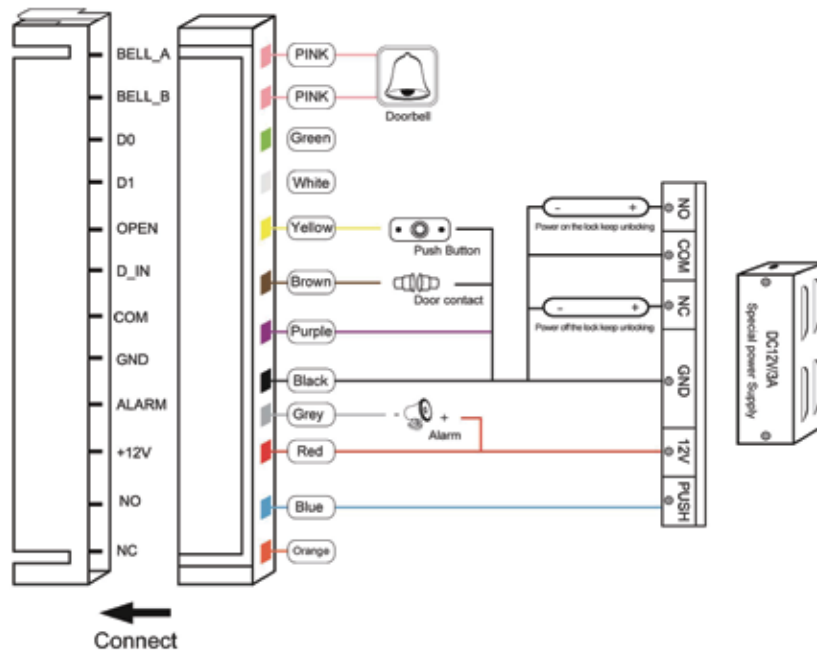 BELL_A
PINK
BELL_B
PINK
Doorbell
D0
Green
D1
White
OPEN
Yellow
Push Button
D_IN
Brown
Door contact
COM
Purple
GND
Black
ALARM
Grey
- +
Alarm
+12V
Red
NO
Blue
NC
Orange
- +
Power on the lock keep unlocking
- +
Power off the lock keep unlocking
NO
COM
NC
GND
12V
PUSH
DC12V/3A
Special power Supply
Connect